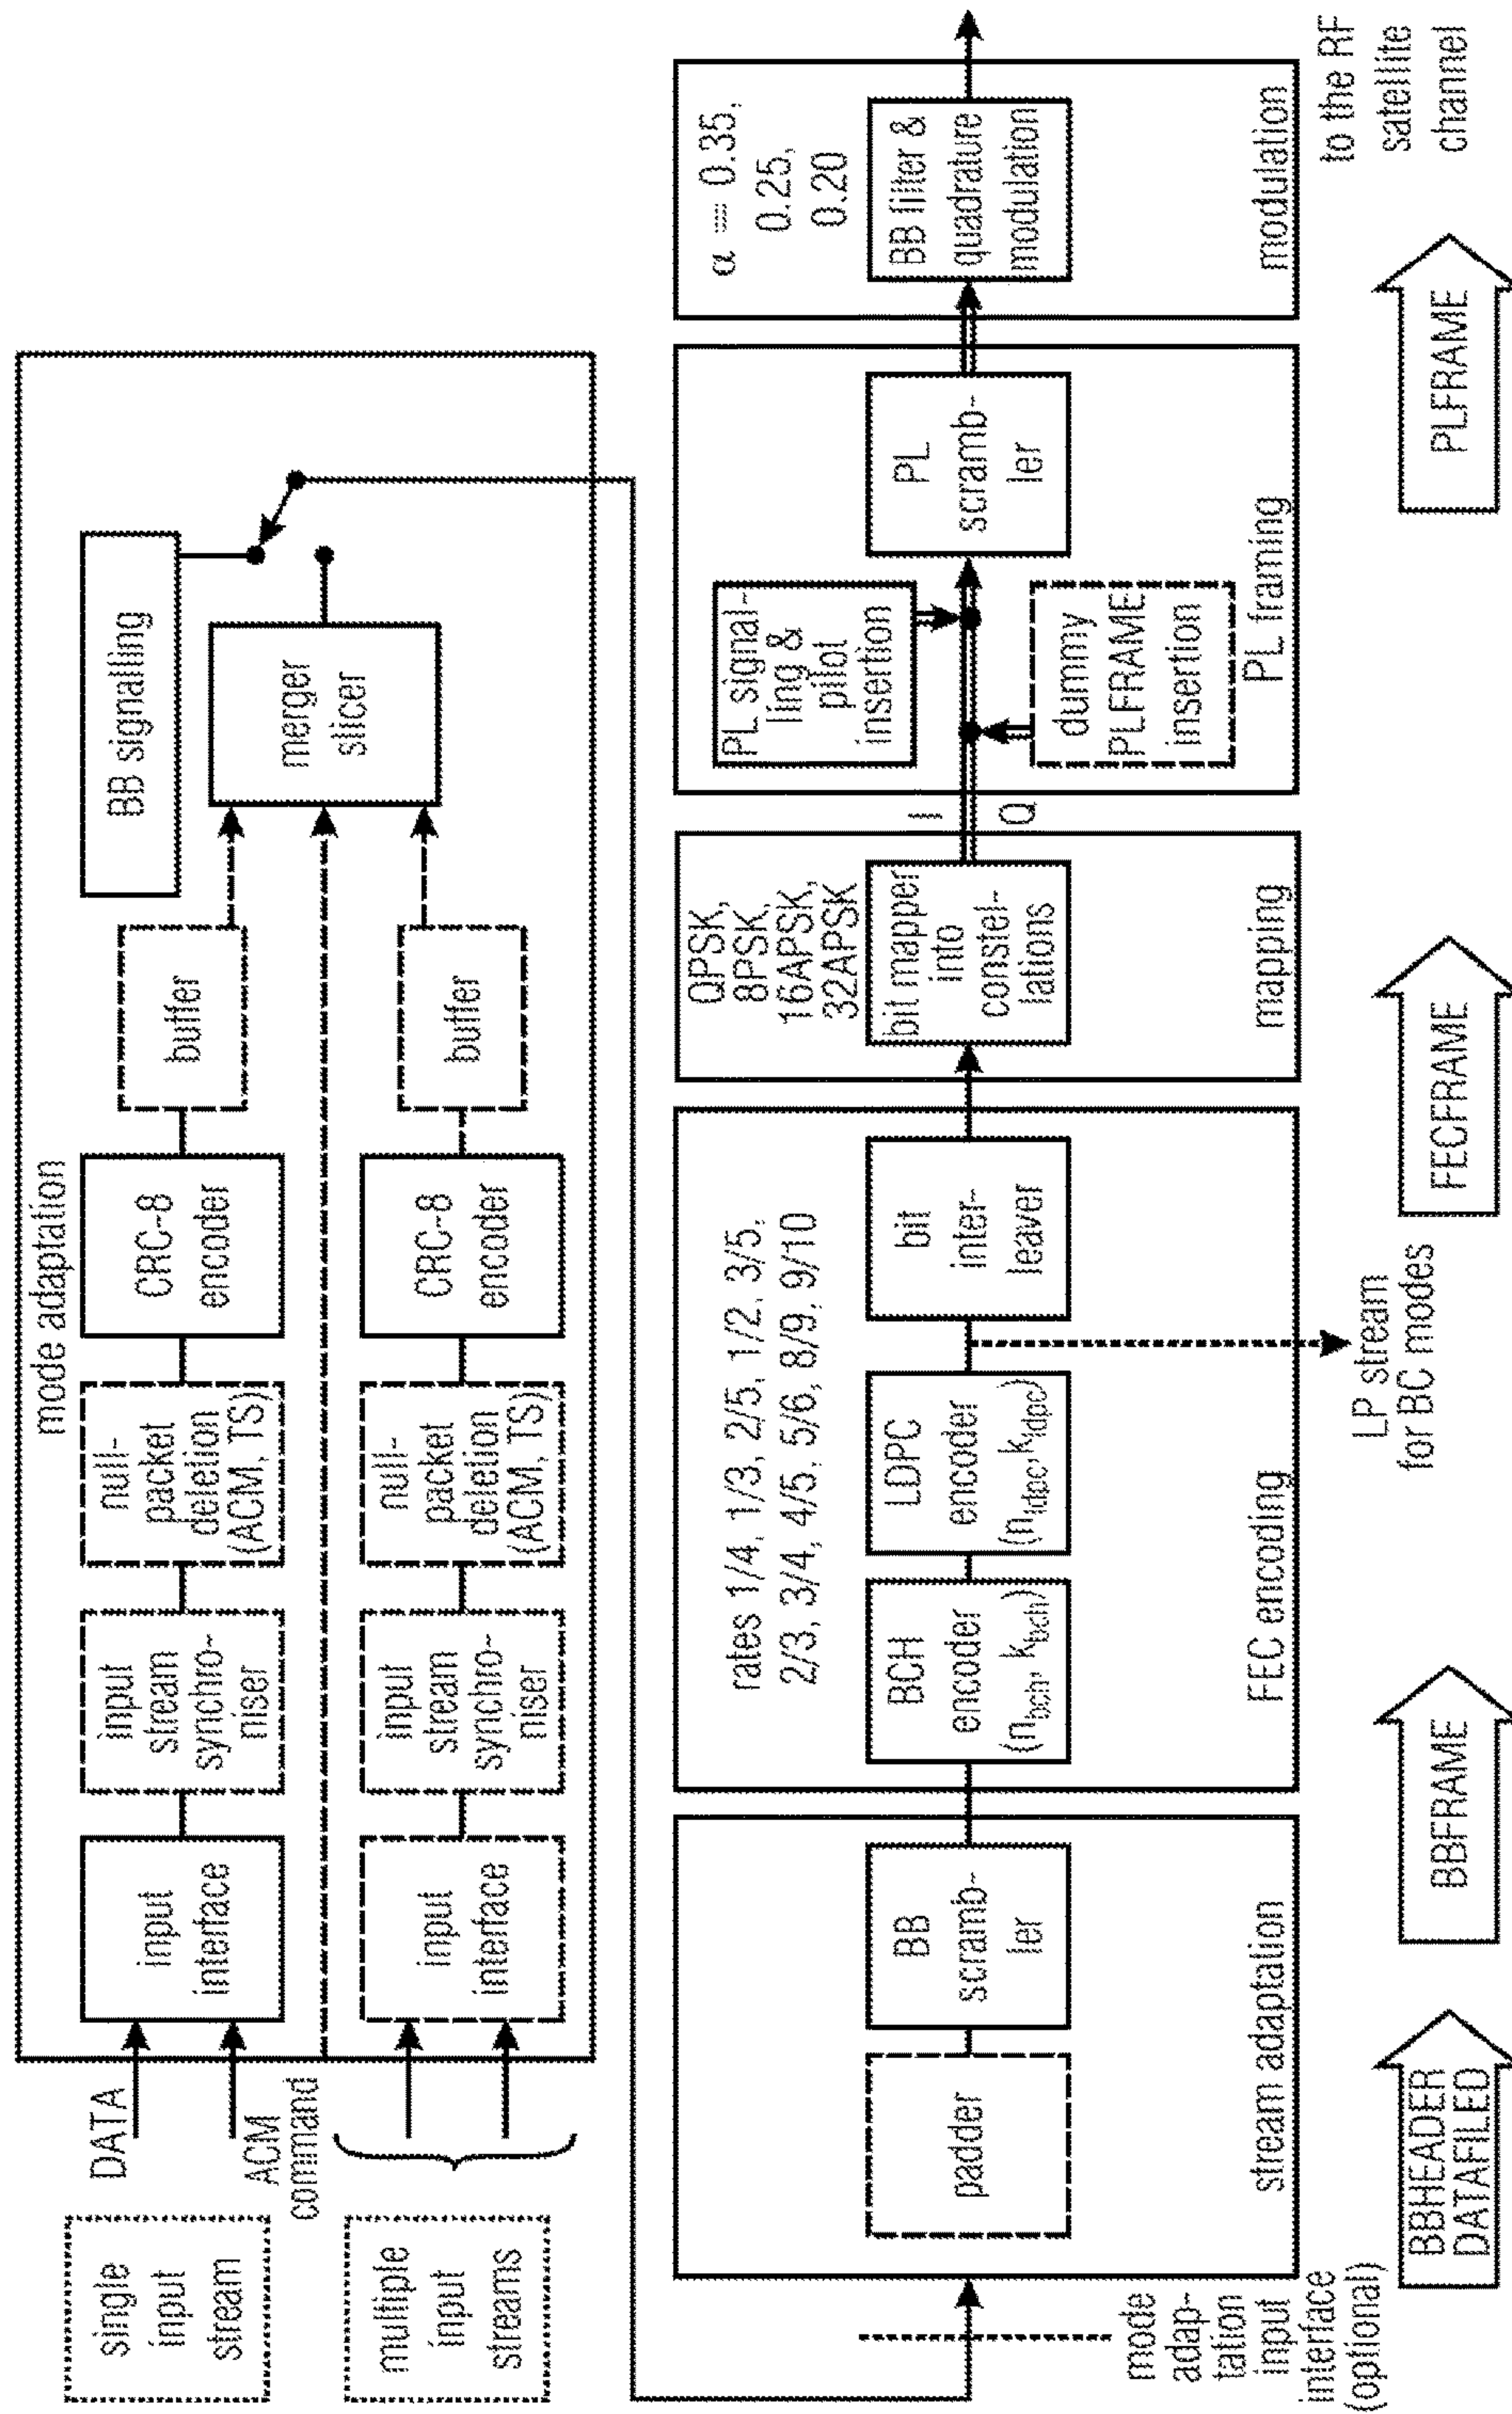 mode adaptation
single
input
stream
DATA
ACM
command
input
interface
input
stream
synchro-
niser
null-
packet
deletion
(ACM, TS)
CRC-8
encoder
buffer
BB signalling
merger
slicer
multiple
input
streams
input
interface
input
stream
synchro-
niser
null-
packet
deletion
(ACM, TS)
CRC-8
encoder
buffer
mode
adap-
tation
input
interface
(optional)
padder
BB
scramb-
ler
stream adaptation
rates 1/4, 1/3, 2/5, 1/2, 3/5,
2/3, 3/4, 4/5, 5/6, 8/9, 9/10
BCH
encoder
(nbch, kbch)
LDPC
encoder
(nldpc, kldpc)
bit
inter-
leaver
FEC encoding
LP stream
for BC modes
QPSK,
8PSK,
16APSK,
32APSK
bit mapper
into
constel-
lations
mapping
I
Q
PL signal-
ling &
pilot
insertion
dummy
PLFRAME
insertion
PL
scramb-
ler
PL framing
α = 0.35,
0.25,
0.20
BB filter &
quadrature
modulation
modulation
to the RF
satellite
channel
BBHEADER
DATAFILED
BBFRAME
FECFRAME
PLFRAME